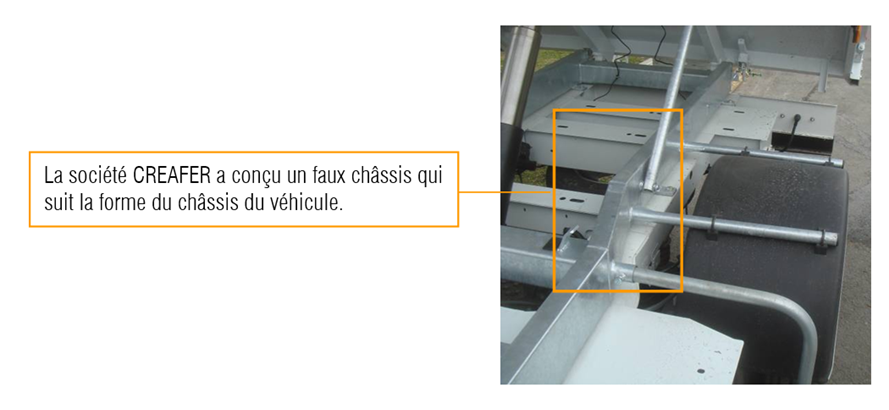 La société CREAFER a conçu un faux châssis qui
suit la forme du châssis du véhicule.